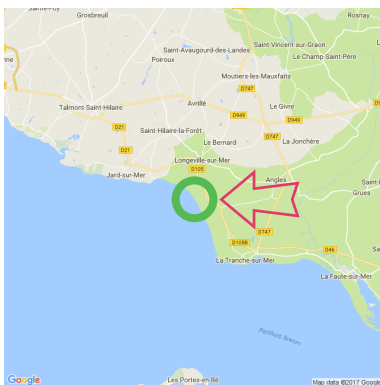 Grosbreuil
Rosnay
Saint-Avaugourd-des-Landes
Saint-Vincent-sur-Graon
Poiroux
Le Champ-Saint-Père
Moutiers-les-Mauxfaits
D747
Talmont-Saint-Hilaire
Avrillé
Le Givre
D949
D949
D21
Saint-Hilaire-la-Forêt
D747
Le Bernard
La Jonchère
D21
Longeville-sur-Mer
D105
Jard-sur-Mer
Angles
Grues
D747
D105B
D46
La Tranche-sur-Mer
La Faute-sur-Mer
Perthuis Breton
Google
Les Portes-en-Ré
Map data ©2017 Google